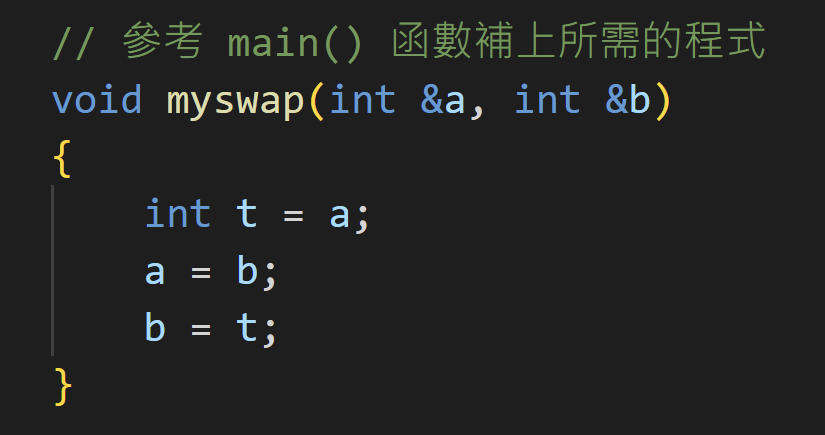 // 參考 main() 函數補上所需的程式
void myswap(int &a, int &b)
{
    int t = a;
    a = b;
    b = t;
}